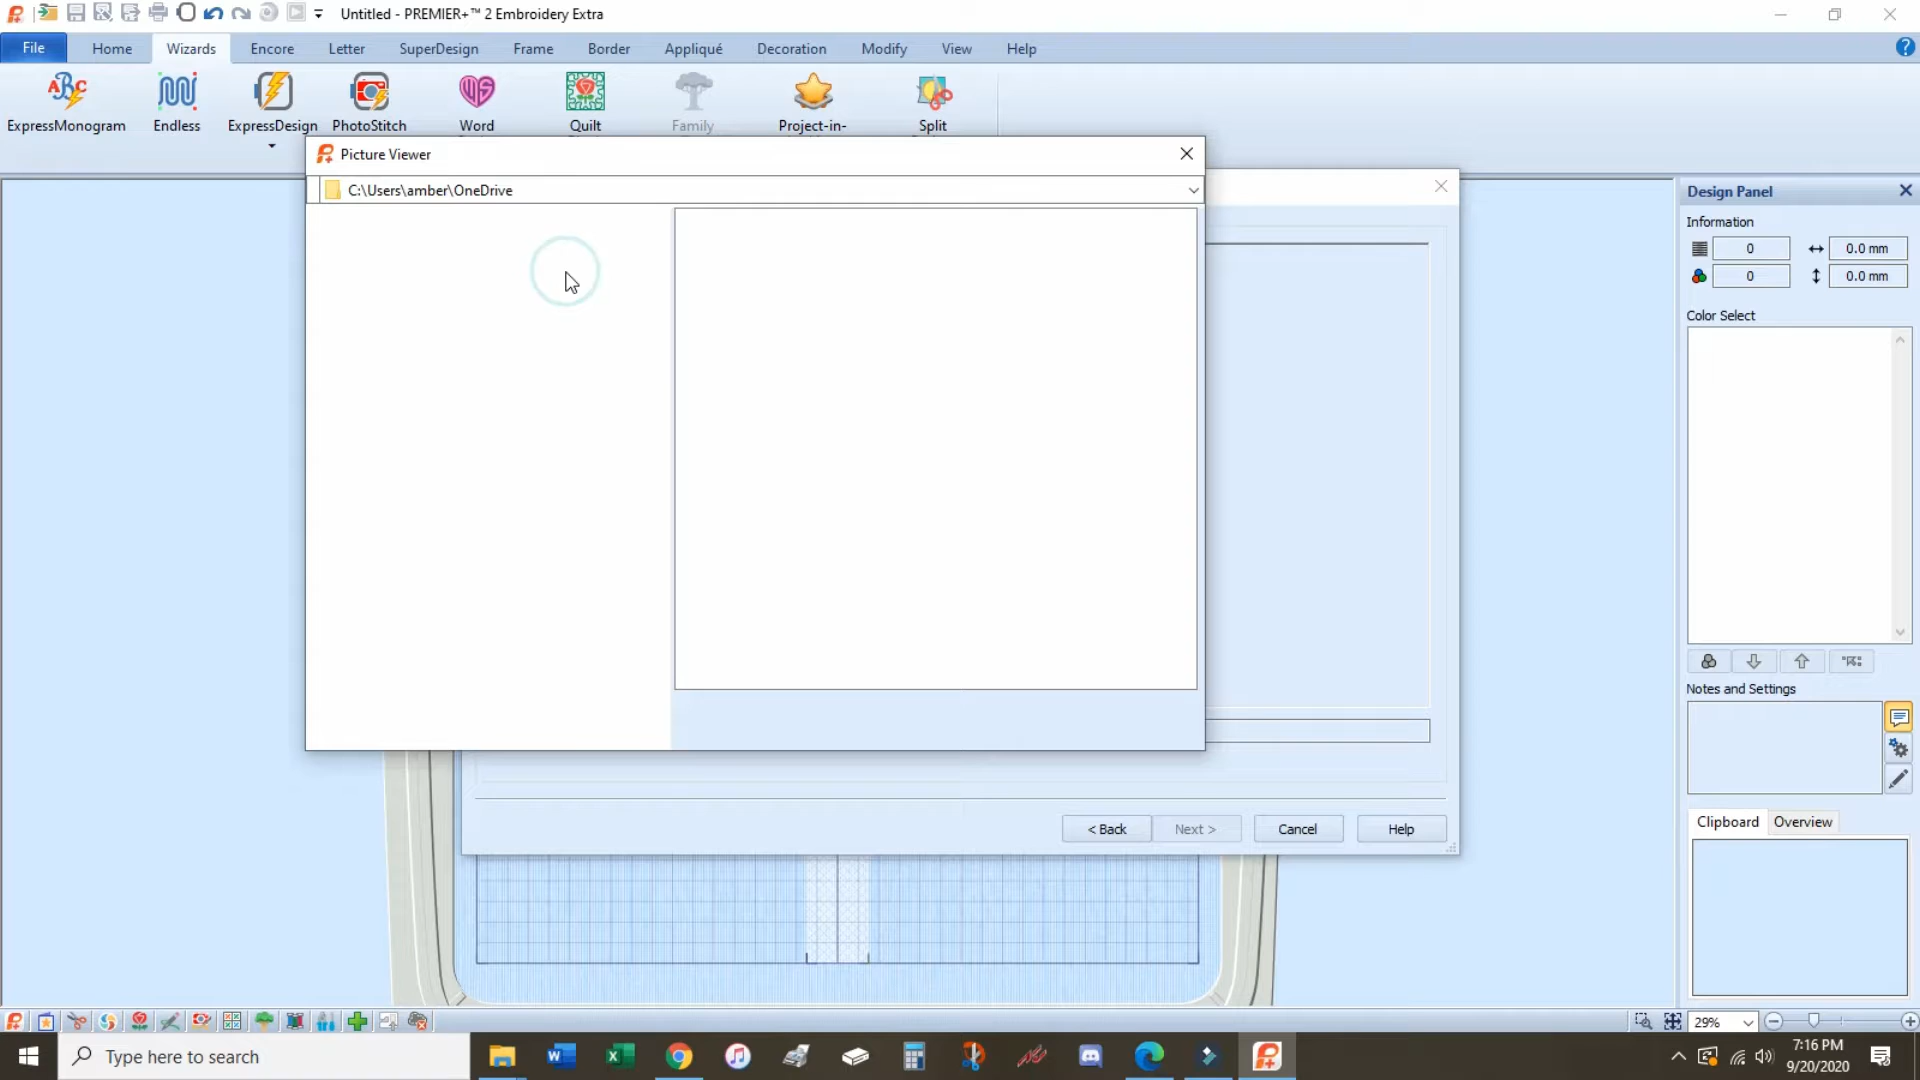 Untitled - PREMIER+™ 2 Embroidery Extra
File Home Wizards Encore Letter SuperDesign Frame Border Appliqué Decoration Modify View Help
ExpressMonogram Endless ExpressDesign PhotoStitch Word Quilt Family Project-in- Split
Picture Viewer
C:\Users\amber\OneDrive
Design Panel
Information
0 0.0 mm
0 0.0 mm
Color Select
Notes and Settings
Clipboard Overview
< Back Next > Cancel Help
29%
Type here to search
7:16 PM
9/20/2020